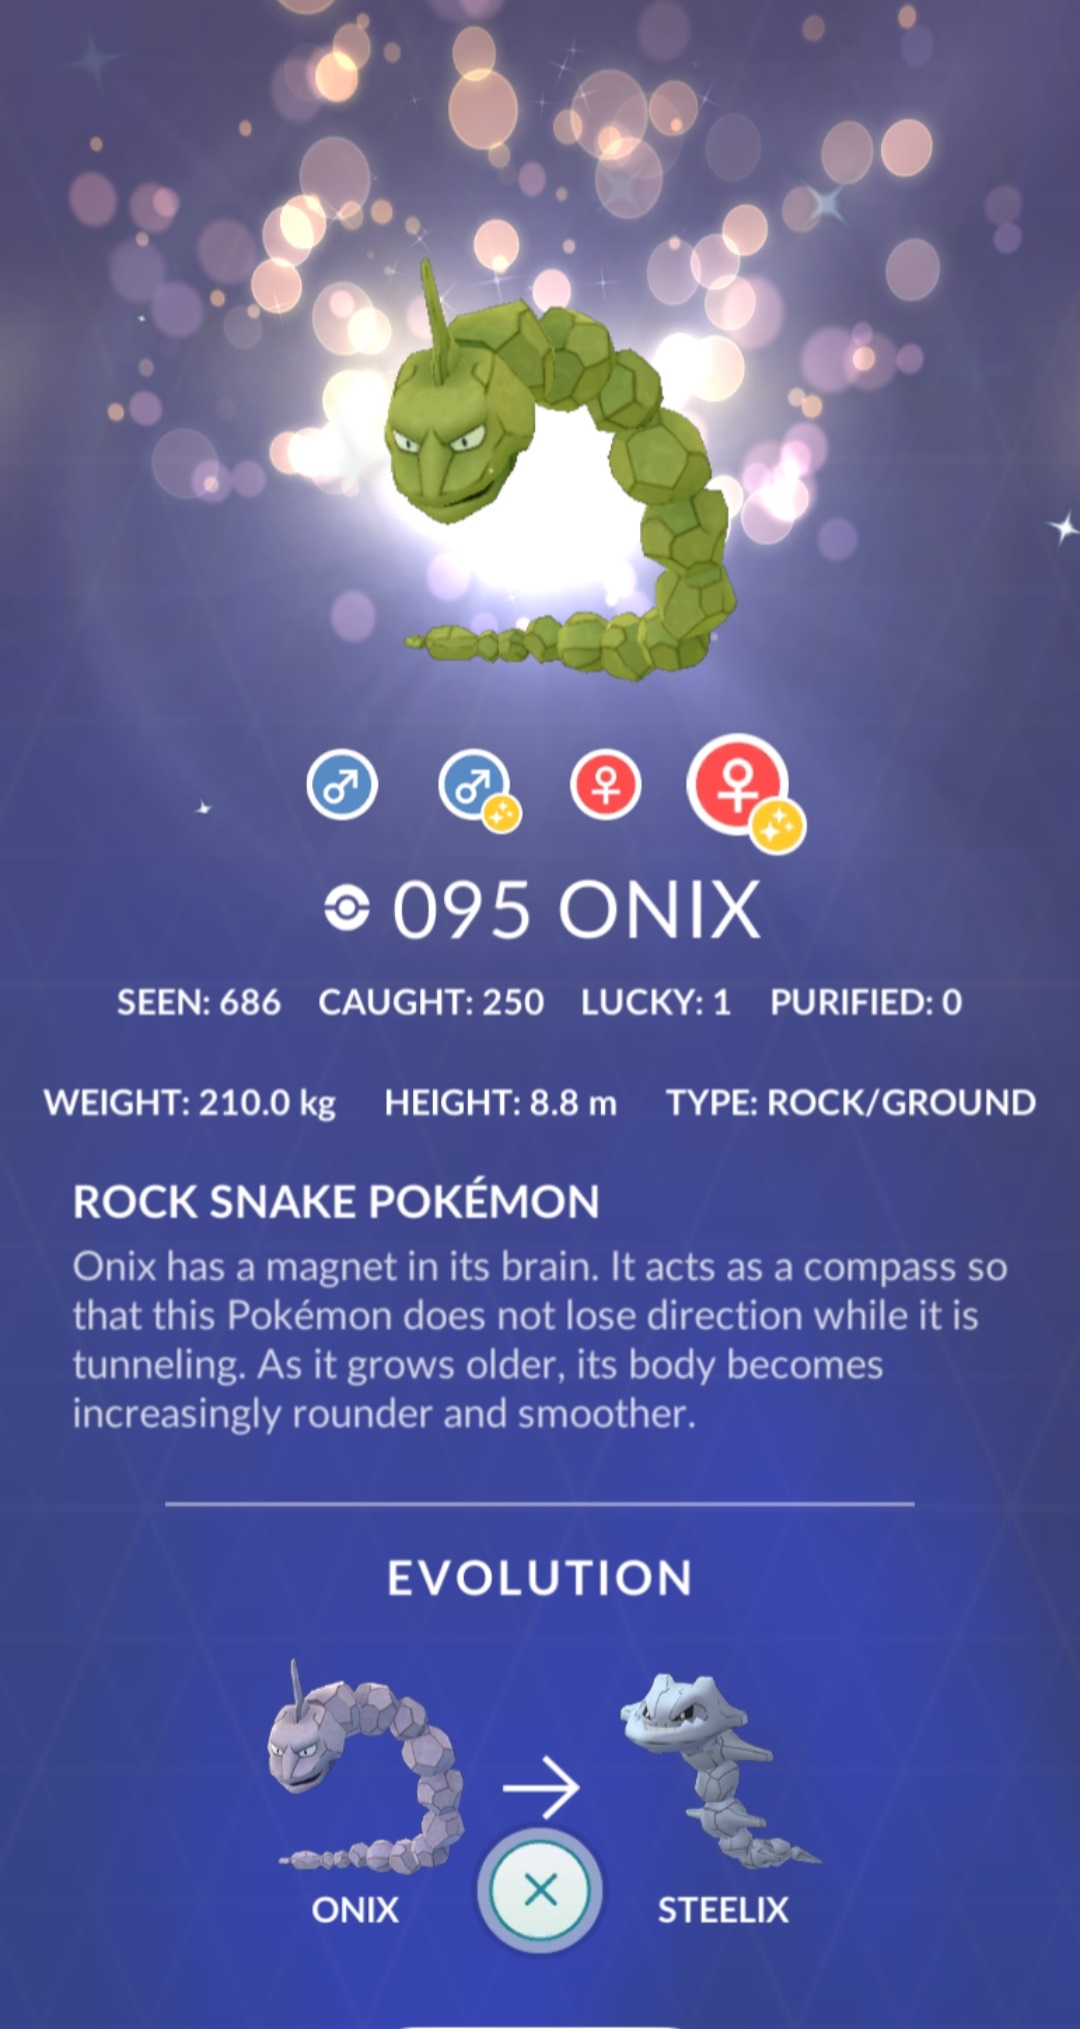 095 ONIX
SEEN: 686 CAUGHT: 250 LUCKY: 1 PURIFIED: 0
WEIGHT: 210.0 kg HEIGHT: 8.8 m TYPE: ROCK/GROUND
ROCK SNAKE POKÉMON
Onix has a magnet in its brain. It acts as a compass so
that this Pokémon does not lose direction while it is
tunneling. As it grows older, its body becomes
increasingly rounder and smoother.
EVOLUTION
ONIX STEELIX